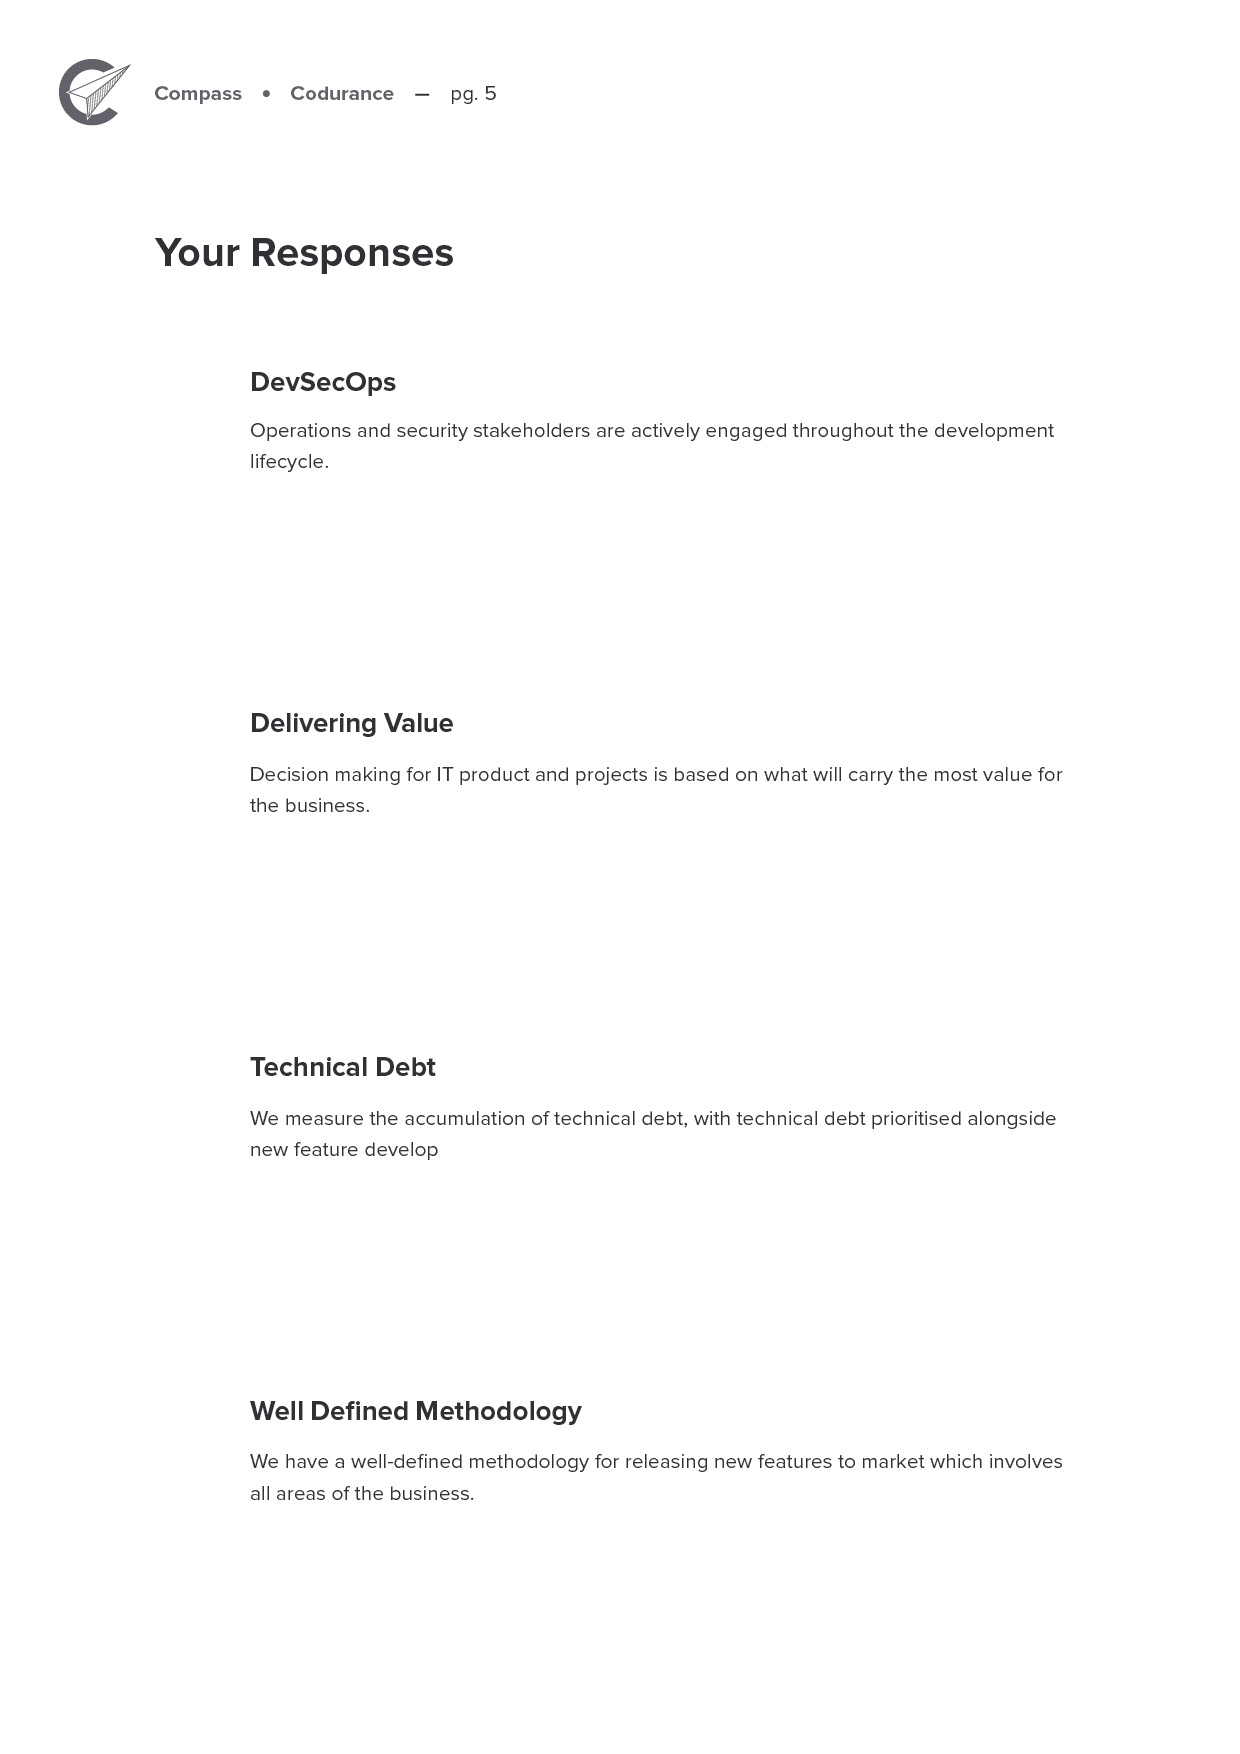 Compass • Codurance — pg. 5
Your Responses
DevSecOps
Operations and security stakeholders are actively engaged throughout the development
lifecycle.
Delivering Value
Decision making for IT product and projects is based on what will carry the most value for
the business.
Technical Debt
We measure the accumulation of technical debt, with technical debt prioritised alongside
new feature develop
Well Defined Methodology
We have a well-defined methodology for releasing new features to market which involves
all areas of the business.